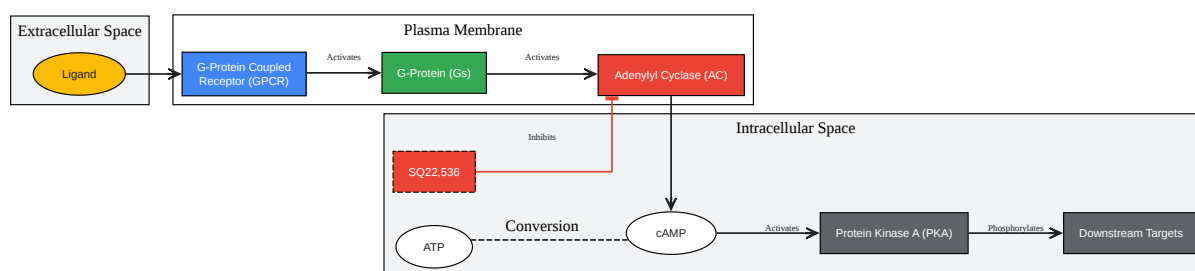 Extracellular Space
Ligand
Plasma Membrane
G-Protein Coupled
Receptor (GPCR)
Activates
G-Protein (Gs)
Activates
Adenylyl Cyclase (AC)
Intracellular Space
Inhibits
SQ22,536
ATP
Conversion
cAMP
Activates
Protein Kinase A (PKA)
Phosphorylates
Downstream Targets